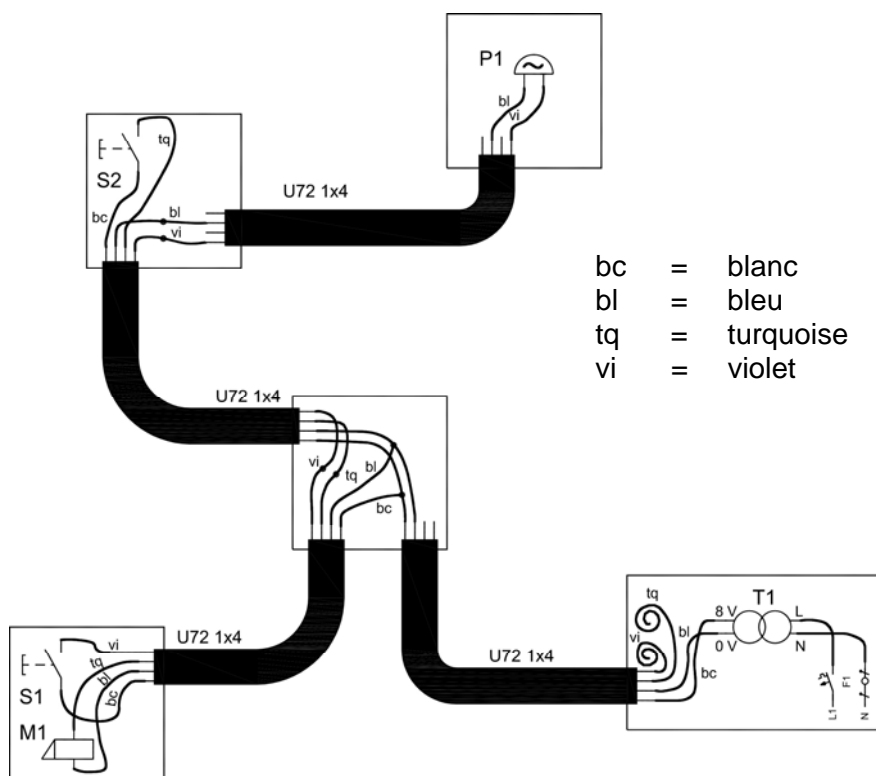 P1
bl
vi
tq
S2
U72 1x4
bc
bl
vi
bc = blanc
bl = bleu
tq = turquoise
vi = violet
U72 1x4
vi
tq
bl
bc
tq
vi
bl
bc
8 V
0 V
T1
L
N
L1
F1
N
U72 1x4
U72 1x4
vi
tq
bl
bc
S1
M1